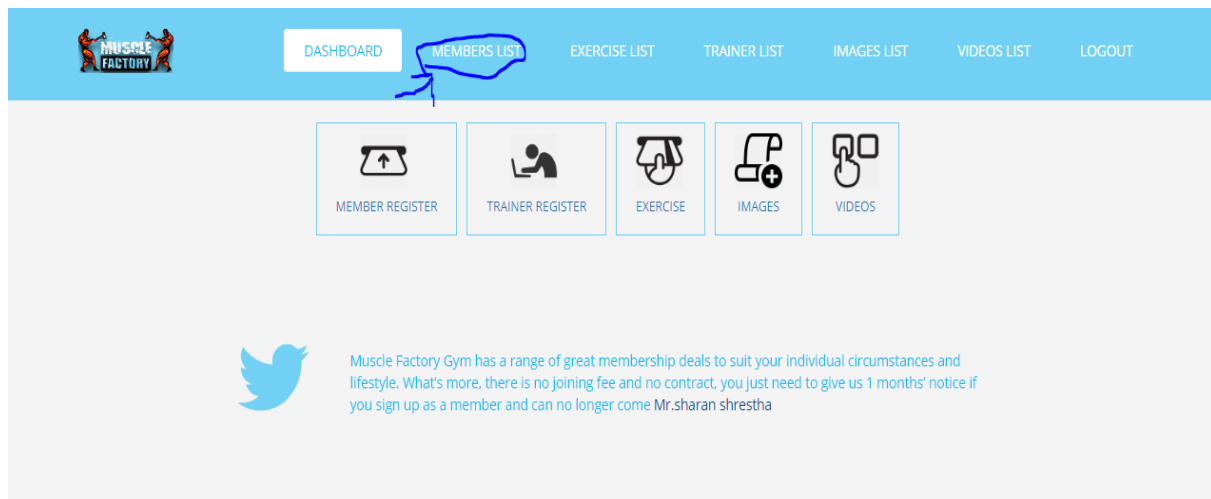 MUSCLE
FACTORY
DASHBOARD MEMBERS LIST EXERCISE LIST TRAINER LIST IMAGES LIST VIDEOS LIST LOGOUT
MEMBER REGISTER TRAINER REGISTER EXERCISE IMAGES VIDEOS
Muscle Factory Gym has a range of great membership deals to suit your individual circumstances and
lifestyle. What's more, there is no joining fee and no contract, you just need to give us 1 months' notice if
you sign up as a member and can no longer come Mr.sharan shrestha